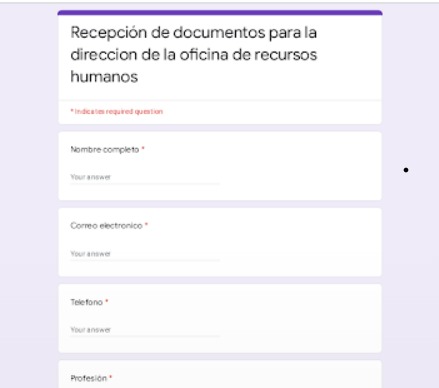 Recepción de documentos para la
direccion de la oficina de recursos
humanos
* Indicates required question
Nombre completo *
Your answer
Correo electronico *
Your answer
Telefono *
Your answer
Profesión *